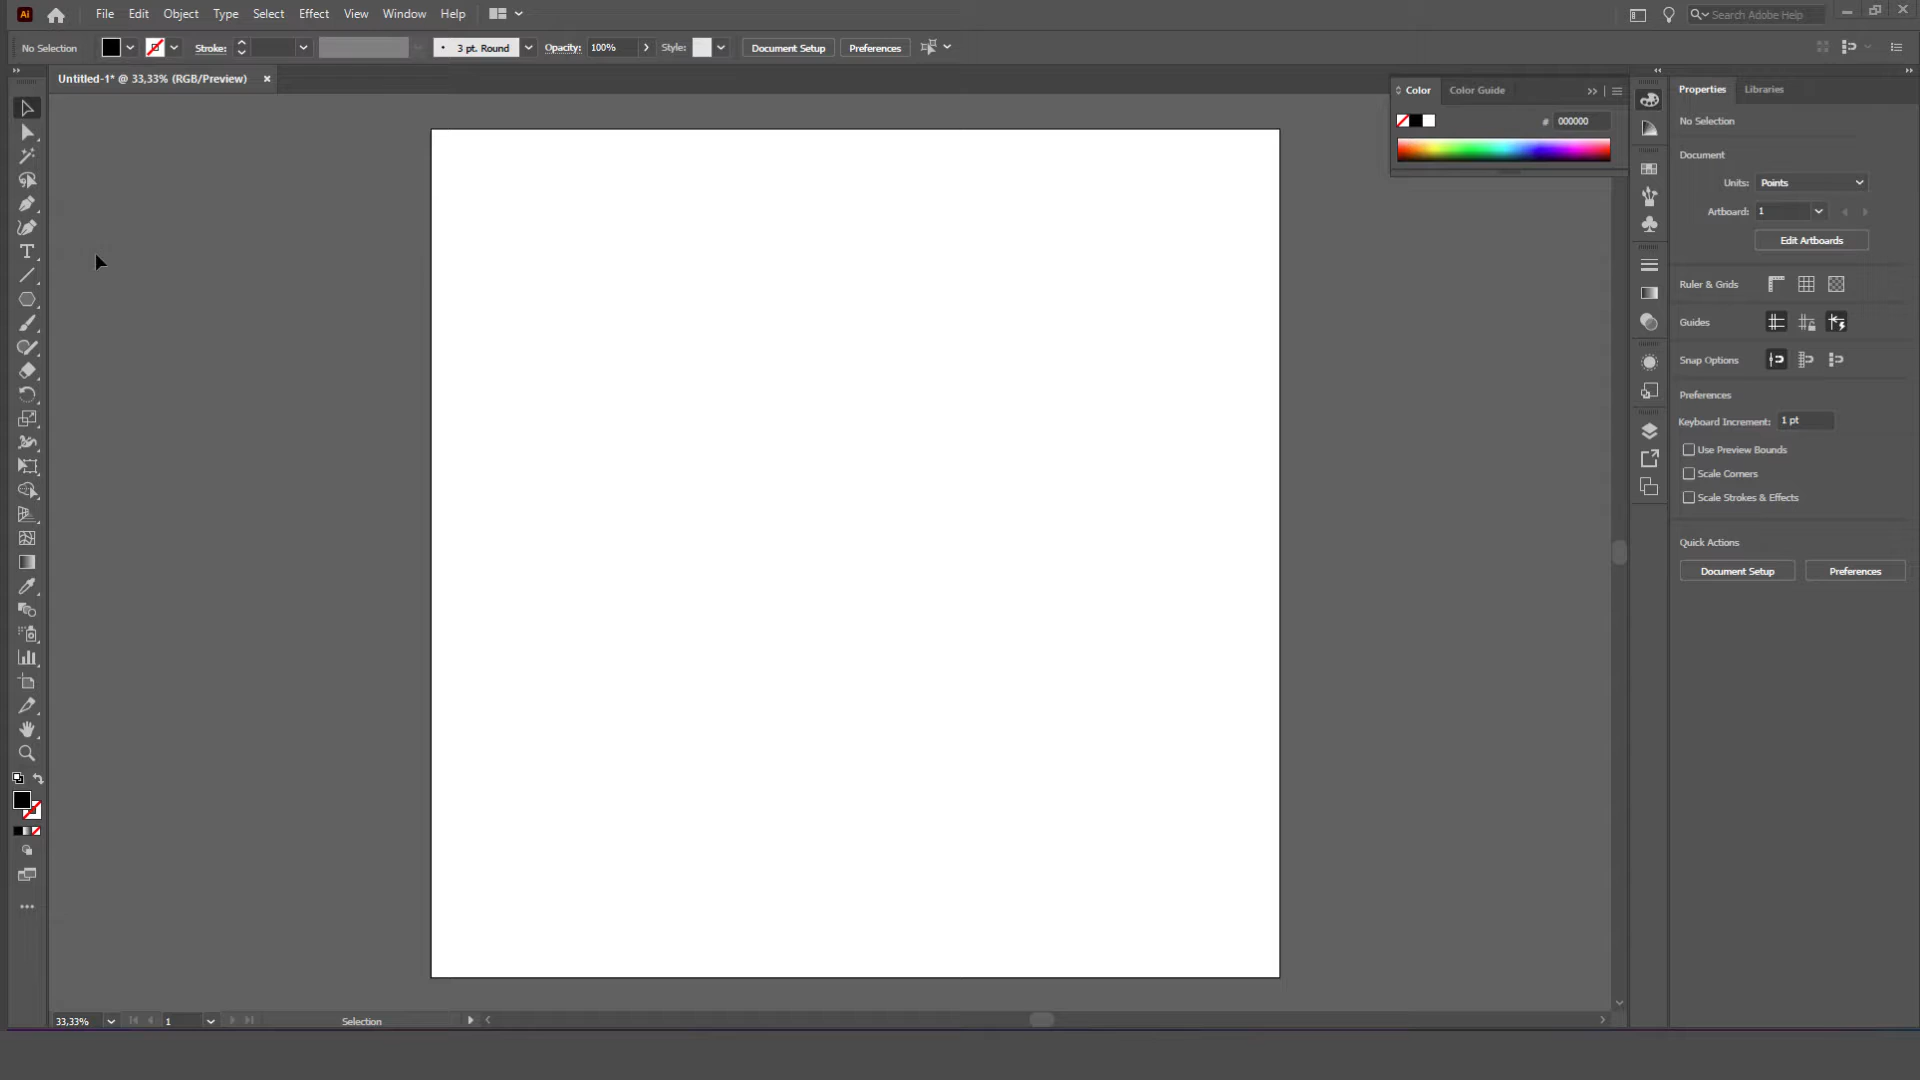 Ai File Edit Object Type Select Effect View Window Help Search Adobe Help
No Selection Stroke: 3 pt. Round Opacity: 100% Style: Document Setup Preferences
Untitled-1* @ 33,33% (RGB/Preview) ×
Color Color Guide
# 000000
Properties Libraries
No Selection
Document
Units: Points
Artboard: 1
Edit Artboards
Ruler & Grids
Guides
Snap Options
Preferences
Keyboard Increment: 1 pt
Use Preview Bounds
Scale Corners
Scale Strokes & Effects
Quick Actions
Document Setup Preferences
33,33% 1 Selection